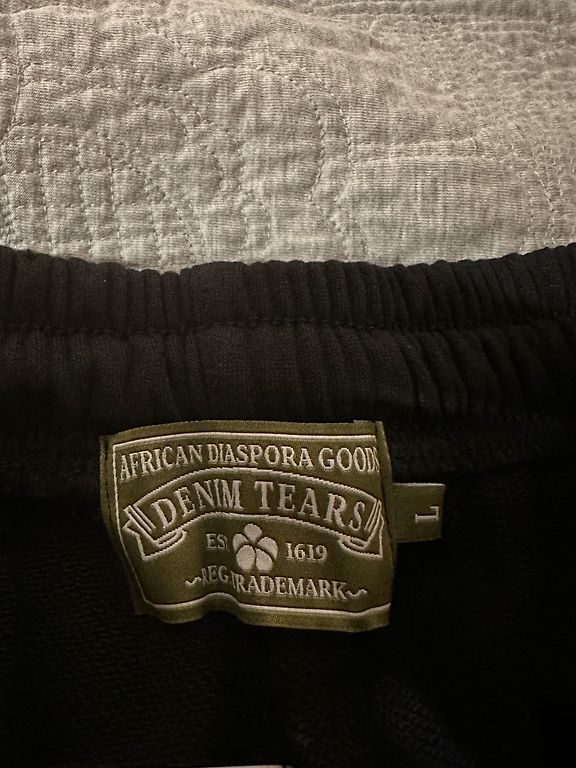 AFRICAN DIASPORA GOODS
DENIM TEARS
EST 1619
REG. TRADEMARK
L